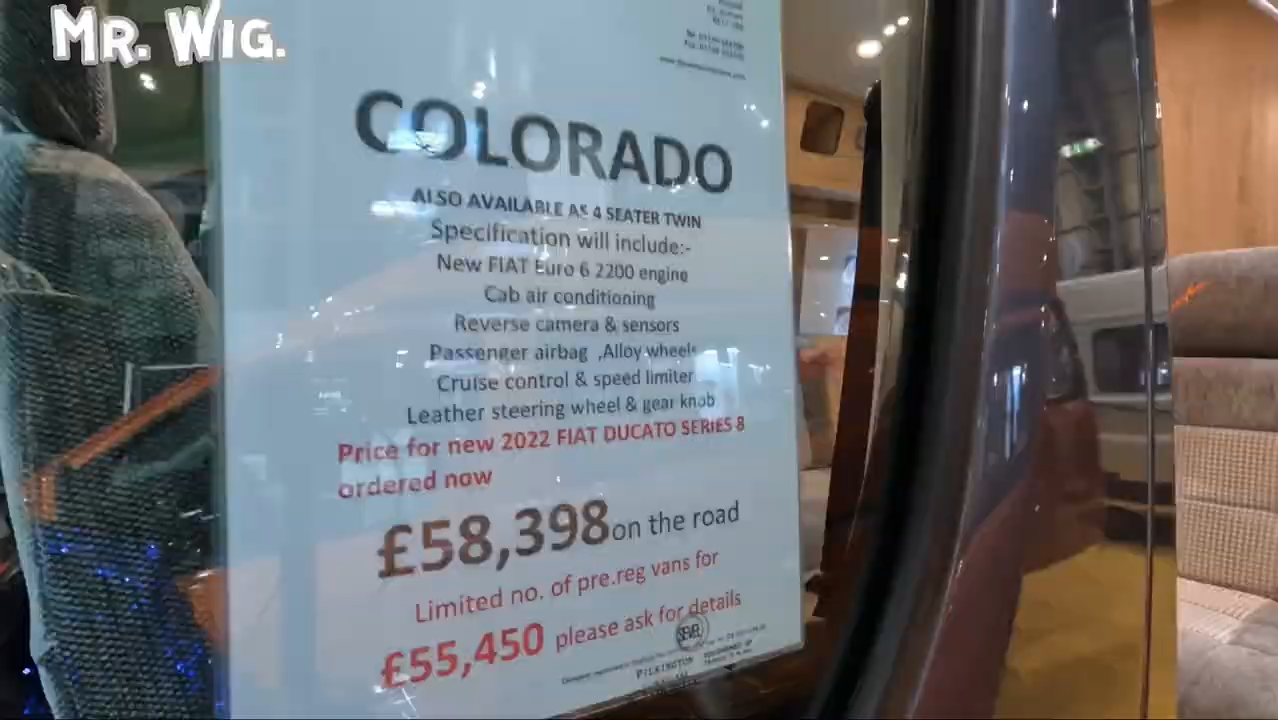 MR. WIG.
COLORADO
ALSO AVAILABLE AS 4 SEATER TWIN
Specification will include:-
New FIAT Euro 6 2200 engine
Cab air conditioning
Reverse camera & sensors
Passenger airbag ,Alloy wheels
Cruise control & speed limiter
Leather steering wheel & gear knob
Price for new 2022 FIAT DUCATO SERIES 8
ordered now
£58,398 on the road
Limited no. of pre.reg vans for
£55,450 please ask for details
SEVEL
PILKINGTON